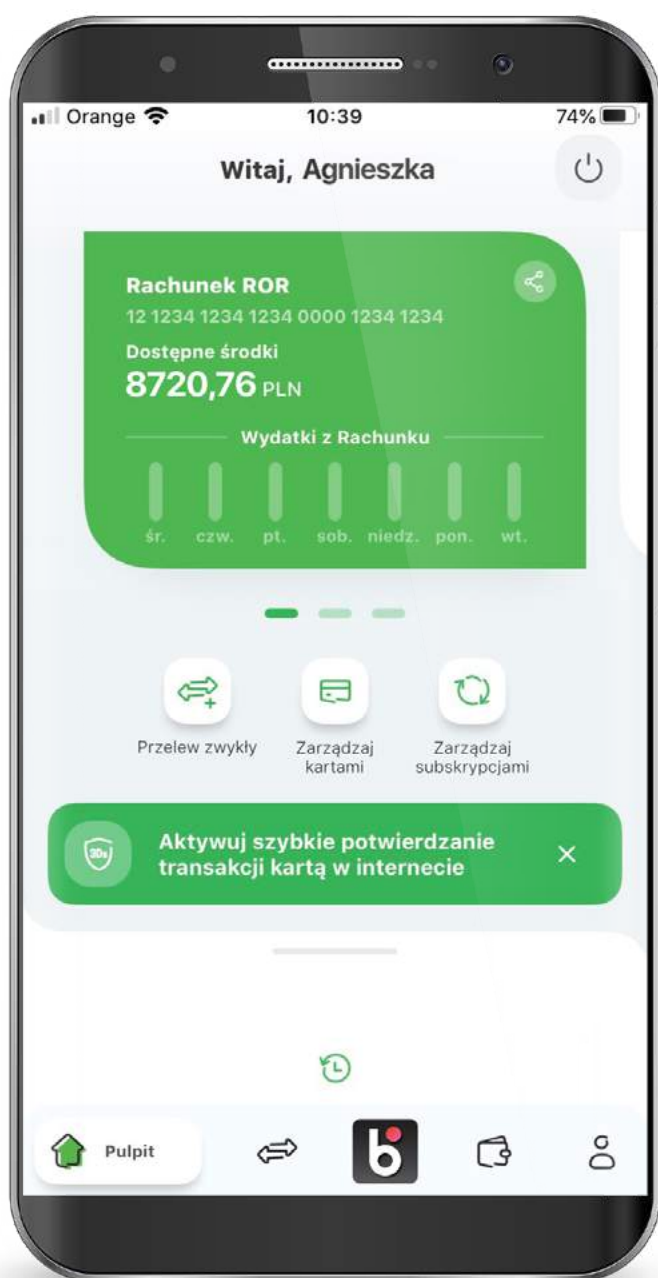 Orange 10:39 74%
Witaj, Agnieszka
Rachunek ROR
12 1234 1234 1234 0000 1234 1234
Dostępne środki
8720,76 PLN
Wydatki z Rachunku
śr. czw. pt. sob. niedz. pon. wt.
Przelew zwykły
Zarządzaj
kartami
Zarządzaj
subskrypcjami
3Ds
Aktywuj szybkie potwierdzanie
transakcji kartą w internecie
Pulpit
b